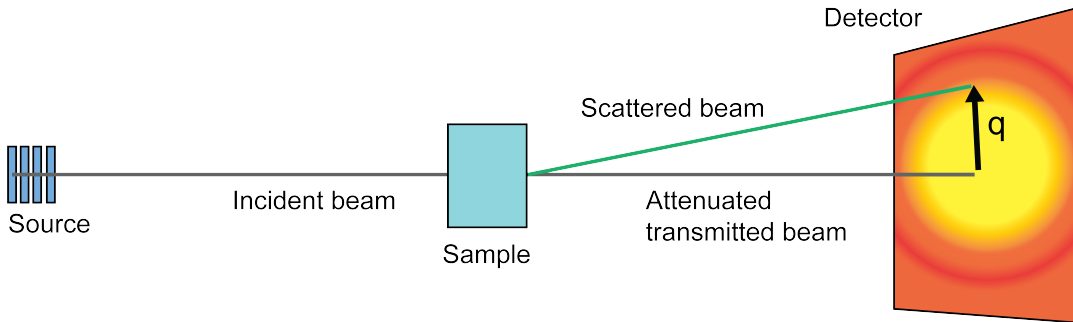 Detector
Scattered beam
q
Incident beam
Attenuated
transmitted beam
Source
Sample